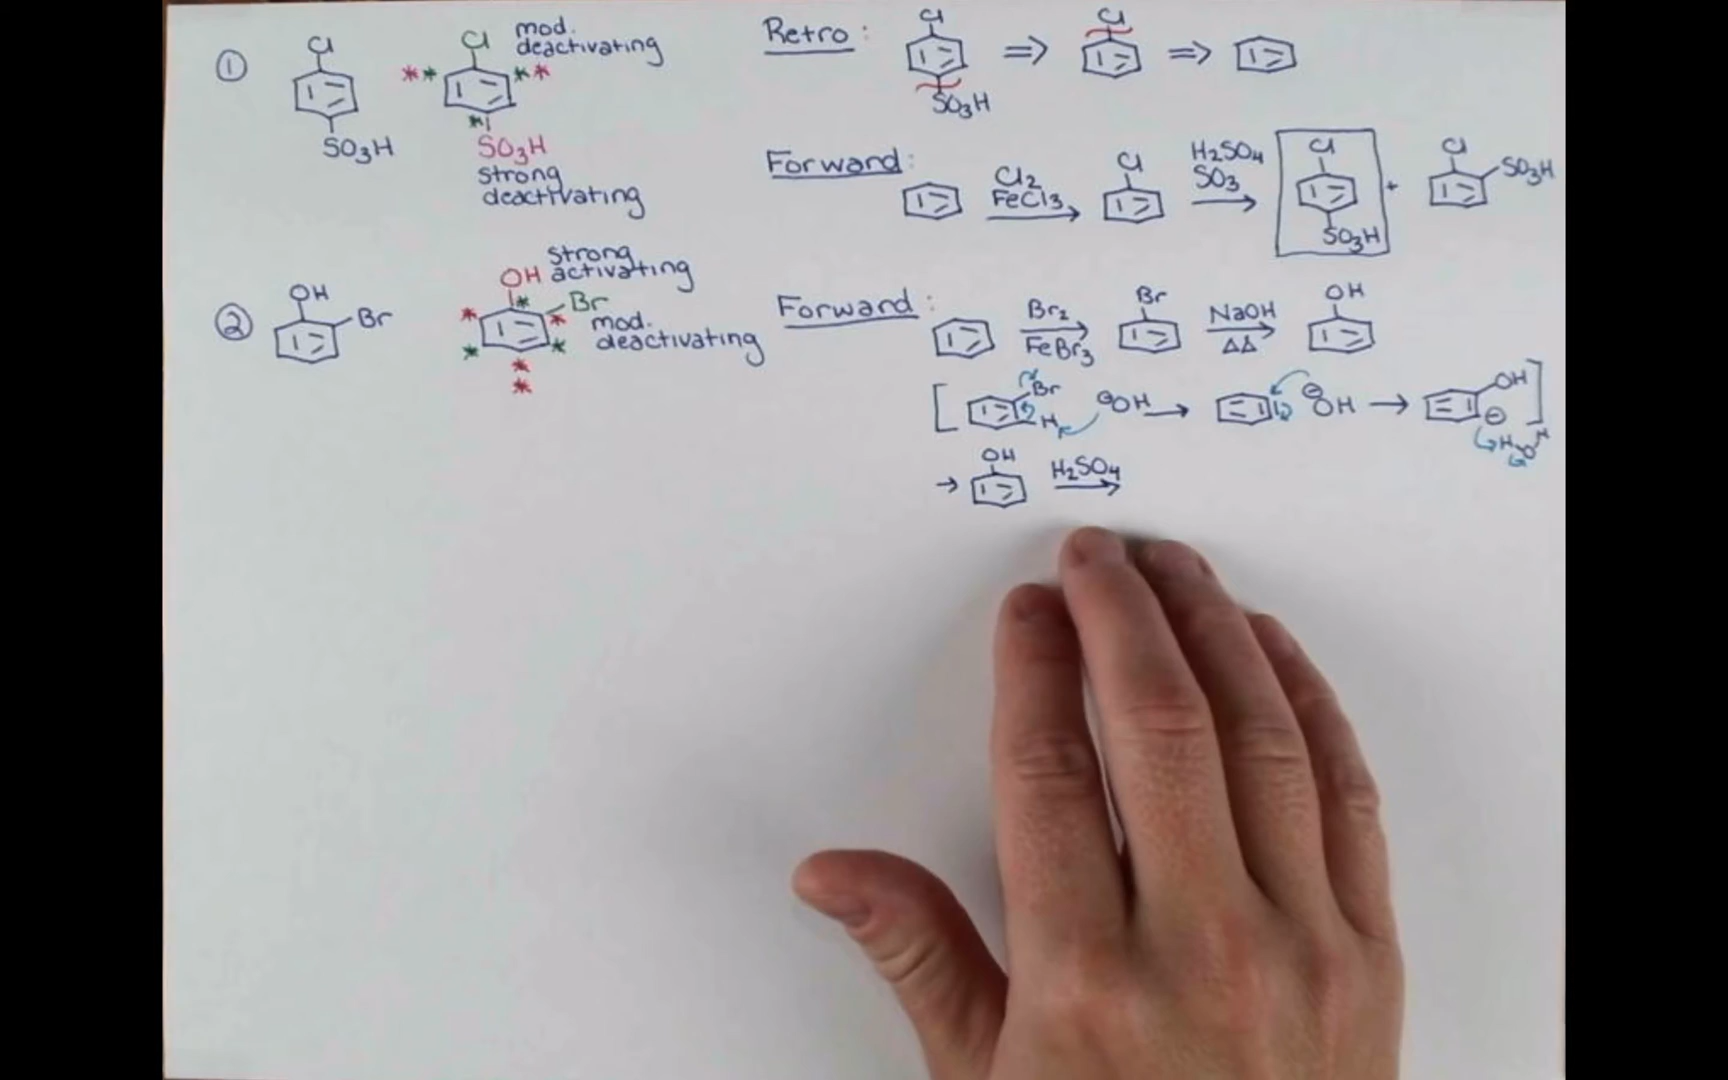 ① Cl Cl mod. deactivating
* * * *
*
SO3H SO3H
strong deactivating
Retro: Cl ⇒ Cl ⇒
SO3H
Forward: Cl2 FeCl3 → Cl H2SO4 SO3 → Cl + Cl SO3H
SO3H
② OH Br OH strong activating
Br mod. deactivating
* * * * * * *
Forward: Br2 FeBr3 → Br NaOH ΔΔ → OH
[ Br H ⊖OH → ⊖OH → OH ⊖ ]
H O H
→ OH H2SO4 →